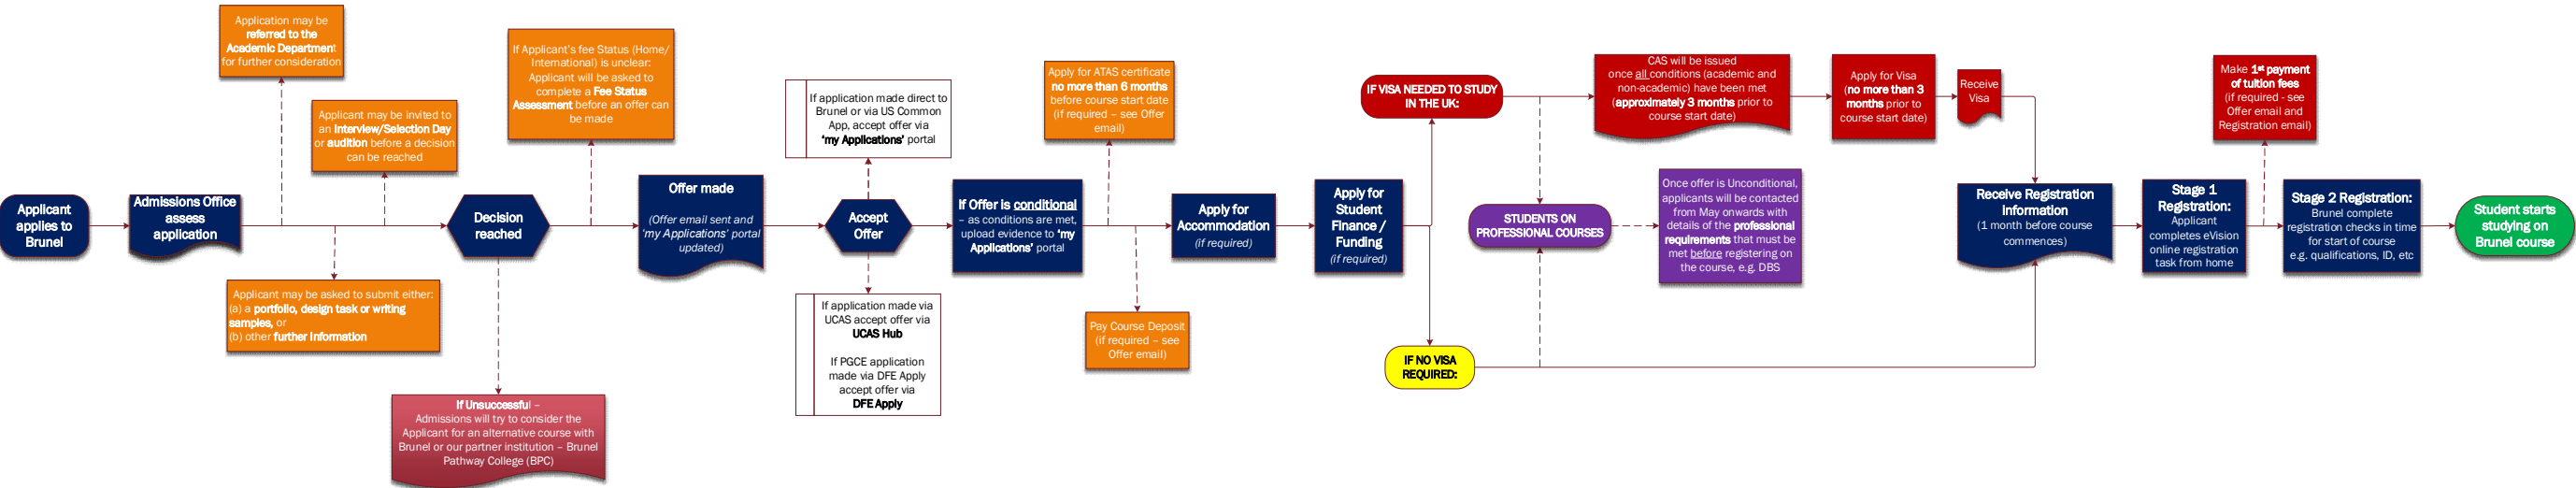 Applicant
applies to
Brunel
Admissions Office
assess
application
Application may be
referred to the
Academic Department
for further consideration
Applicant may be invited to
an Interview/Selection Day
or audition before a decision
can be reached
Applicant may be asked to submit either:
(a) a portfolio, design task or writing
samples, or
(b) other further information
Decision
reached
If Unsuccessful –
Admissions will try to consider the
Applicant for an alternative course with
Brunel or our partner institution – Brunel
Pathway College (BPC)
If Applicant's fee Status (Home/
International) is unclear:
Applicant will be asked to
complete a Fee Status
Assessment before an offer can
be made
Offer made
(Offer email sent and
'my Applications' portal
updated)
If application made direct to
Brunel or via US Common
App, accept offer via
'my Applications' portal
Accept
Offer
If application made via
UCAS accept offer via
UCAS Hub
If PGCE application
made via DFE Apply
accept offer via
DFE Apply
If Offer is conditional
– as conditions are met,
upload evidence to 'my
Applications' portal
Apply for ATAS certificate
no more than 6 months
before course start date
(if required – see Offer
email)
Pay Course Deposit
(if required – see
Offer email)
Apply for
Accommodation
(if required)
Apply for
Student
Finance /
Funding
(if required)
IF VISA NEEDED TO STUDY
IN THE UK:
CAS will be issued
once all conditions (academic and
non-academic) have been met
(approximately 3 months prior to
course start date)
Apply for Visa
(no more than 3
months prior to
course start date)
Receive
Visa
STUDENTS ON
PROFESSIONAL COURSES
Once offer is Unconditional,
applicants will be contacted
from May onwards with
details of the professional
requirements that must be
met before registering on
the course, e.g. DBS
IF NO VISA
REQUIRED:
Receive Registration
Information
(1 month before course
commences)
Stage 1
Registration:
Applicant
completes eVision
online registration
task from home
Make 1st payment
of tuition fees
(if required - see
Offer email and
Registration email)
Stage 2 Registration:
Brunel complete
registration checks in time
for start of course
e.g. qualifications, ID, etc
Student starts
studying on
Brunel course